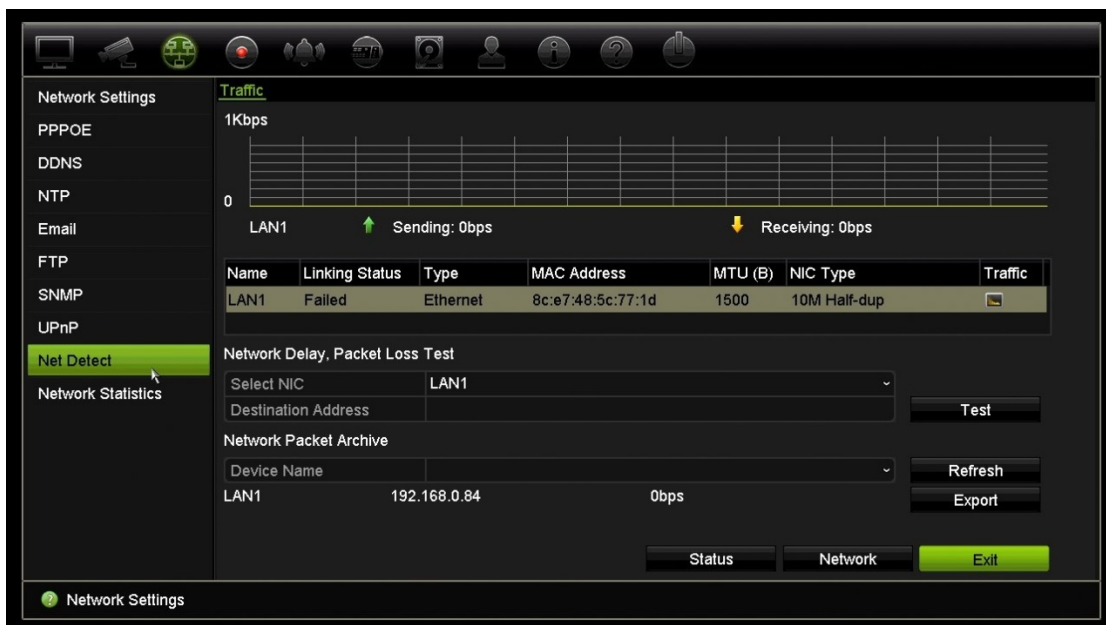 Network Settings
PPPOE
DDNS
NTP
Email
FTP
SNMP
UPnP
Net Detect
Network Statistics
Traffic
1Kbps
0
LAN1 Sending: 0bps Receiving: 0bps
Name Linking Status Type MAC Address MTU (B) NIC Type Traffic
LAN1 Failed Ethernet 8c:e7:48:5c:77:1d 1500 10M Half-dup
Network Delay, Packet Loss Test
Select NIC LAN1
Destination Address Test
Network Packet Archive
Device Name Refresh
LAN1 192.168.0.84 0bps Export
Status Network Exit
Network Settings